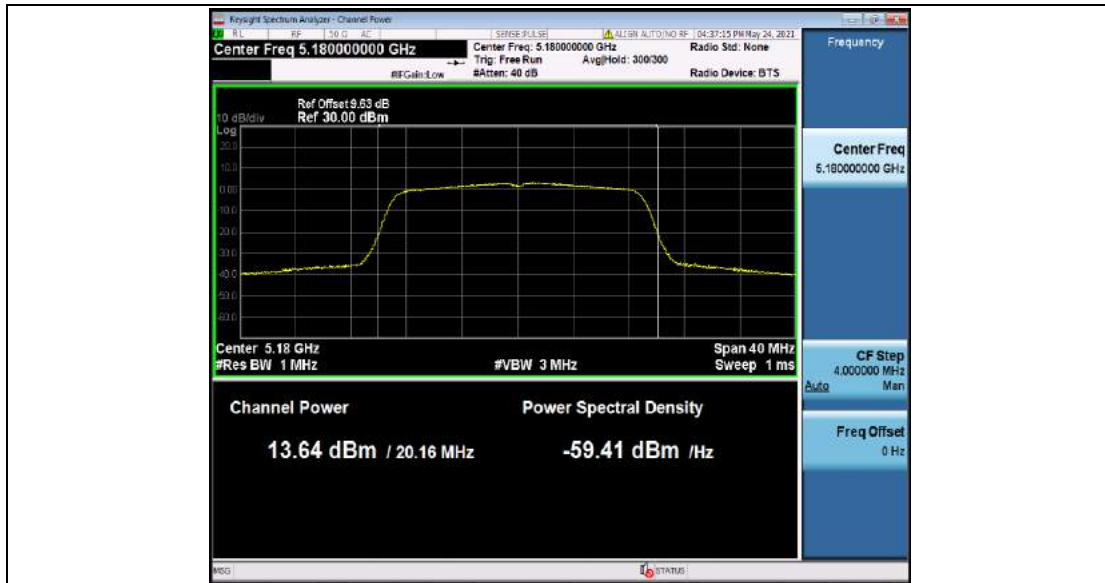 Keysight Spectrum Analyzer - Channel Power
RL RF 50 Ω AC SENSE:PULSE ALIGN AUTO/NO RF 04:37:15 PM May 24, 2021
Center Freq 5.180000000 GHz
Center Freq: 5.180000000 GHz
Radio Std: None
Trig: Free Run Avg|Hold: 300/300
#IFGain:Low #Atten: 40 dB Radio Device: BTS
Frequency
Ref Offset 9.63 dB
10 dB/div Ref 30.00 dBm
Log
20.0
10.0
0.00
-10.0
-20.0
-30.0
-40.0
-50.0
-60.0
Center 5.18 GHz Span 40 MHz
#Res BW 1 MHz #VBW 3 MHz Sweep 1 ms
Channel Power Power Spectral Density
13.64 dBm / 20.16 MHz -59.41 dBm /Hz
Center Freq
5.180000000 GHz
CF Step
4.000000 MHz
Auto Man
Freq Offset
0 Hz
MSG STATUS